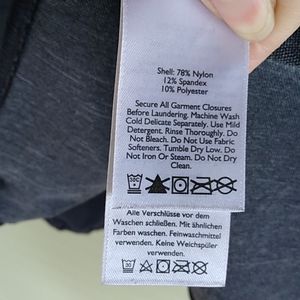 Shell: 78% Nylon
12% Spandex
10% Polyester
Secure All Garment Closures
Before Laundering. Machine Wash
Cold Delicate Separately. Use Mild
Detergent. Rinse Thoroughly. Do
Not Bleach. Do Not Use Fabric
Softeners. Tumble Dry Low. Do
Not Iron Or Steam. Do Not Dry
Clean.
Alle Verschlüsse vor dem
Waschen schließen. Mit ähnlichen
Farben waschen. Feinwaschmittel
verwenden. Keine Weichspüler
verwenden.